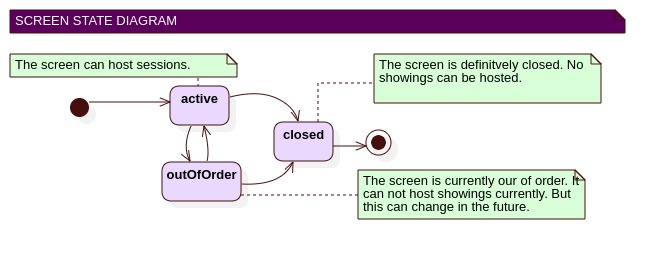 SCREEN STATE DIAGRAM
The screen can host sessions.
The screen is definitvely closed. No
showings can be hosted.
active
closed
outOfOrder
The screen is currently our of order. It
can not host showings currently. But
this can change in the future.